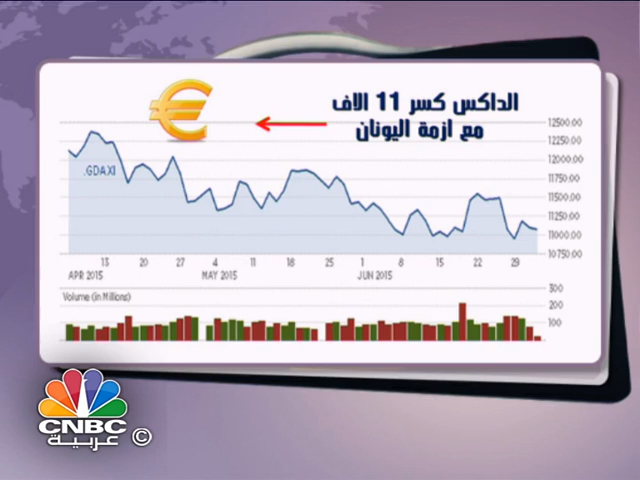 الداكس كسر 11 الاف
مع ازمة اليونان
€
.GDAXI
12500.00
12250.00
12000.00
11750.00
11500.00
11250.00
11000.00
10750.00
13 20 27 4 11 18 25 1 8 15 22 29
APR 2015 MAY 2015 JUN 2015
Volume (in Millions)
300
200
100
CNBC
عربية ©